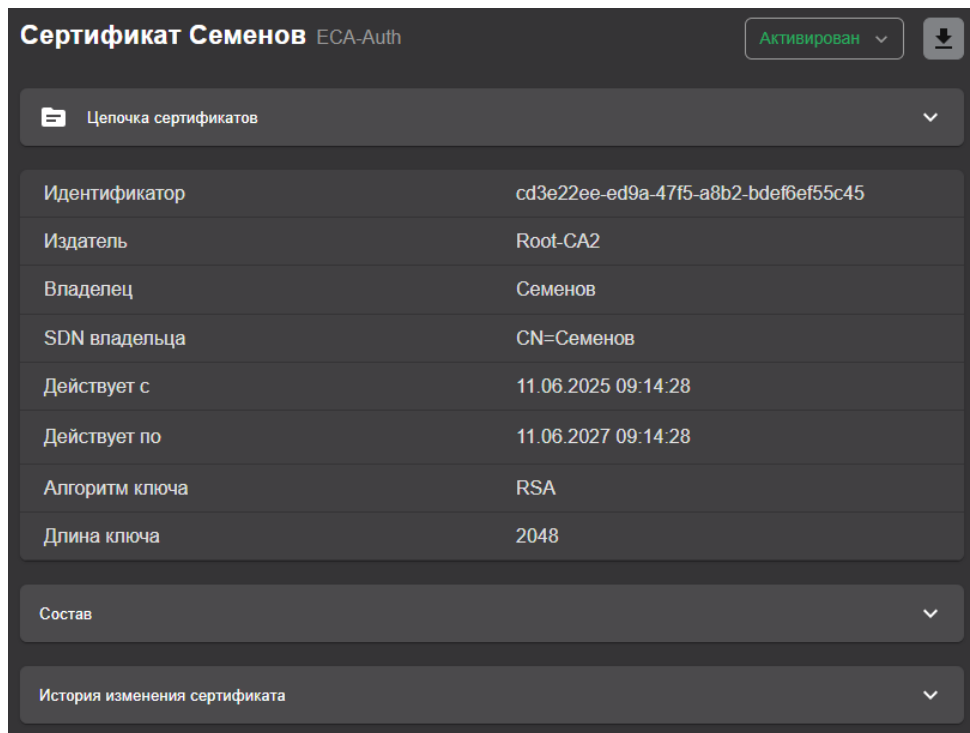 Сертификат Семенов ECA-Auth
Активирован
Цепочка сертификатов
Идентификатор cd3e22ee-ed9a-47f5-a8b2-bdef6ef55c45
Издатель Root-CA2
Владелец Семенов
SDN владельца CN=Семенов
Действует с 11.06.2025 09:14:28
Действует по 11.06.2027 09:14:28
Алгоритм ключа RSA
Длина ключа 2048
Состав
История изменения сертификата